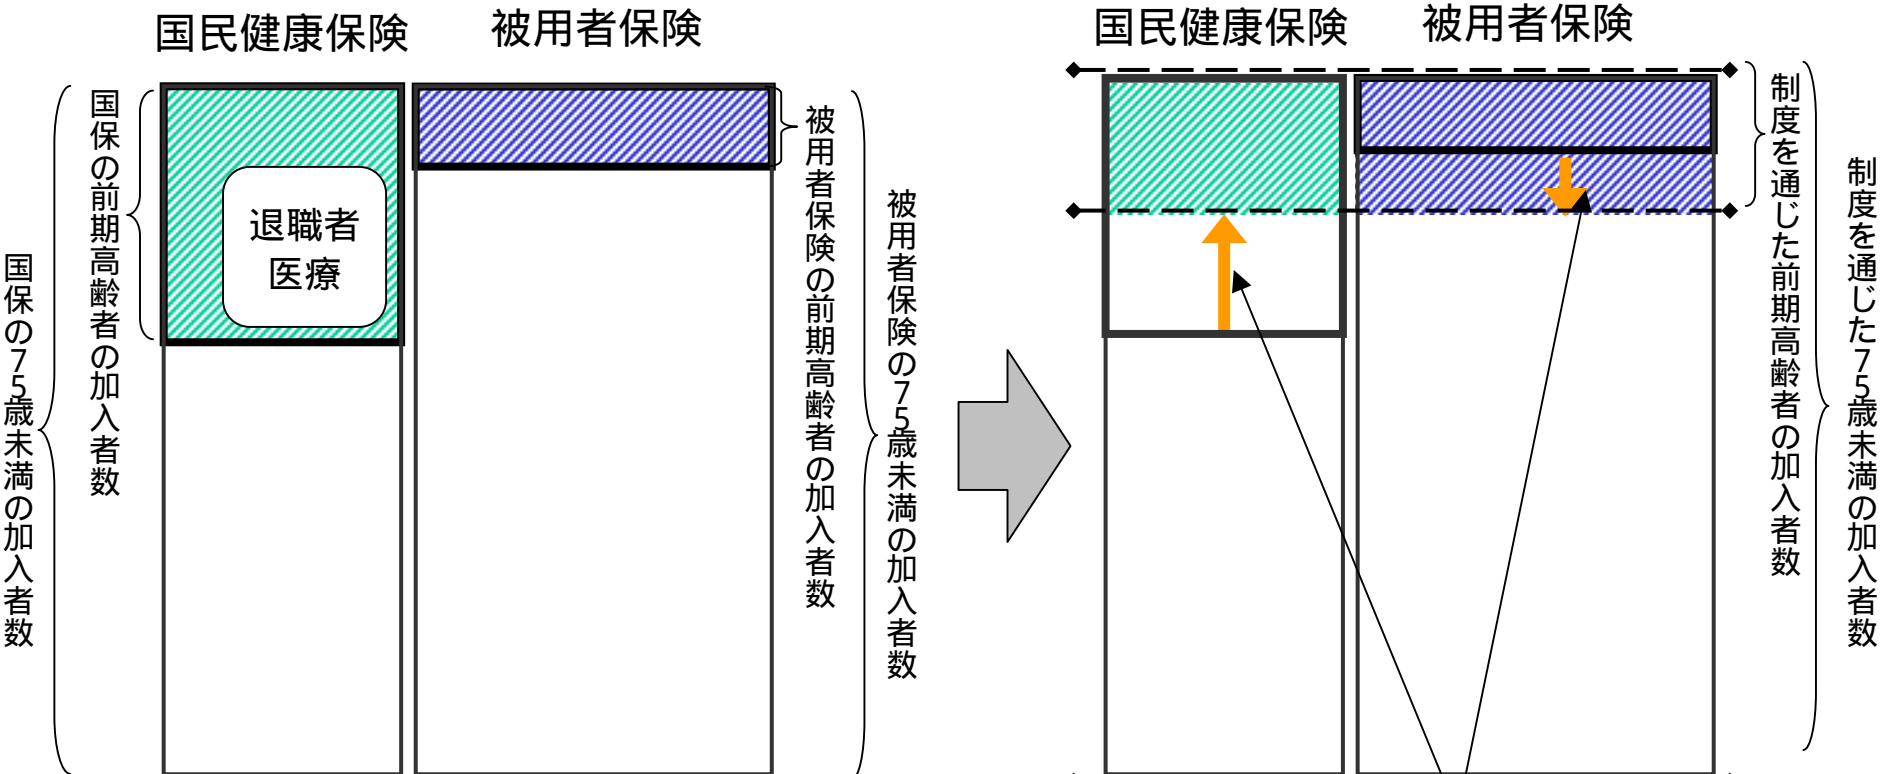 国民健康保険
被用者保険
国民健康保険
被用者保険
国保の75歳未満の加入者数
国保の前期高齢者の加入者数
退職者
医療
被用者保険の前期高齢者の加入者数
被用者保険の75歳未満の加入者数
制度を通じた前期高齢者の加入者数
制度を通じた75歳未満の加入者数